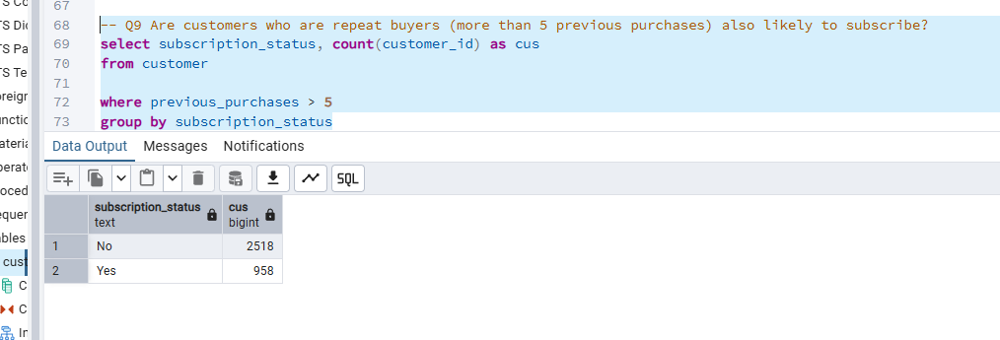 67
68 -- Q9 Are customers who are repeat buyers (more than 5 previous purchases) also likely to subscribe?
69 select subscription_status, count(customer_id) as cus
70 from customer
71
72 where previous_purchases > 5
73 group by subscription_status
Data Output Messages Notifications
SQL
subscription_status text cus bigint
1 No 2518
2 Yes 958